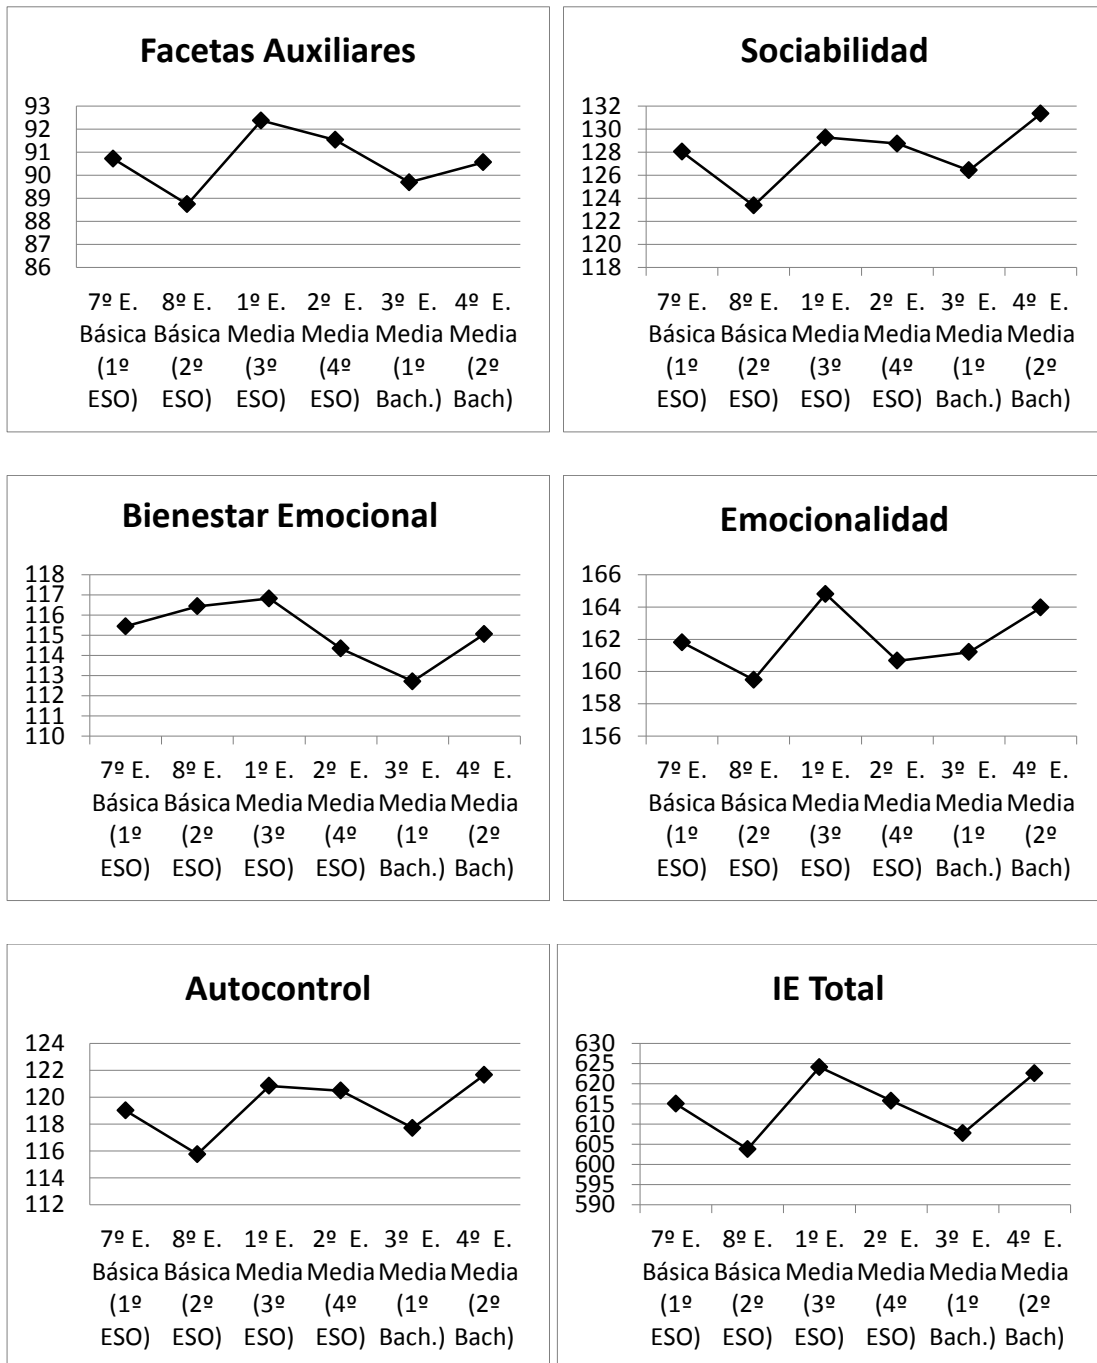 Facetas Auxiliares
93
92
91
90
89
88
87
86
7º E. 8º E. 1º E. 2º E. 3º E. 4º E.
Básica Básica Media Media Media Media
(1º (2º (3º (4º (1º (2º
ESO) ESO) ESO) ESO) Bach.) Bach)
Sociabilidad
132
130
128
126
124
122
120
118
7º E. 8º E. 1º E. 2º E. 3º E. 4º E.
Básica Básica Media Media Media Media
(1º (2º (3º (4º (1º (2º
ESO) ESO) ESO) ESO) Bach.) Bach)
Bienestar Emocional
118
117
116
115
114
113
112
111
110
7º E. 8º E. 1º E. 2º E. 3º E. 4º E.
Básica Básica Media Media Media Media
(1º (2º (3º (4º (1º (2º
ESO) ESO) ESO) ESO) Bach.) Bach)
Emocionalidad
166
164
162
160
158
156
7º E. 8º E. 1º E. 2º E. 3º E. 4º E.
Básica Básica Media Media Media Media
(1º (2º (3º (4º (1º (2º
ESO) ESO) ESO) ESO) Bach.) Bach)
Autocontrol
124
122
120
118
116
114
112
7º E. 8º E. 1º E. 2º E. 3º E. 4º E.
Básica Básica Media Media Media Media
(1º (2º (3º (4º (1º (2º
ESO) ESO) ESO) ESO) Bach.) Bach)
IE Total
630
625
620
615
610
605
600
595
590
7º E. 8º E. 1º E. 2º E. 3º E. 4º E.
Básica Básica Media Media Media Media
(1º (2º (3º (4º (1º (2º
ESO) ESO) ESO) ESO) Bach.) Bach)